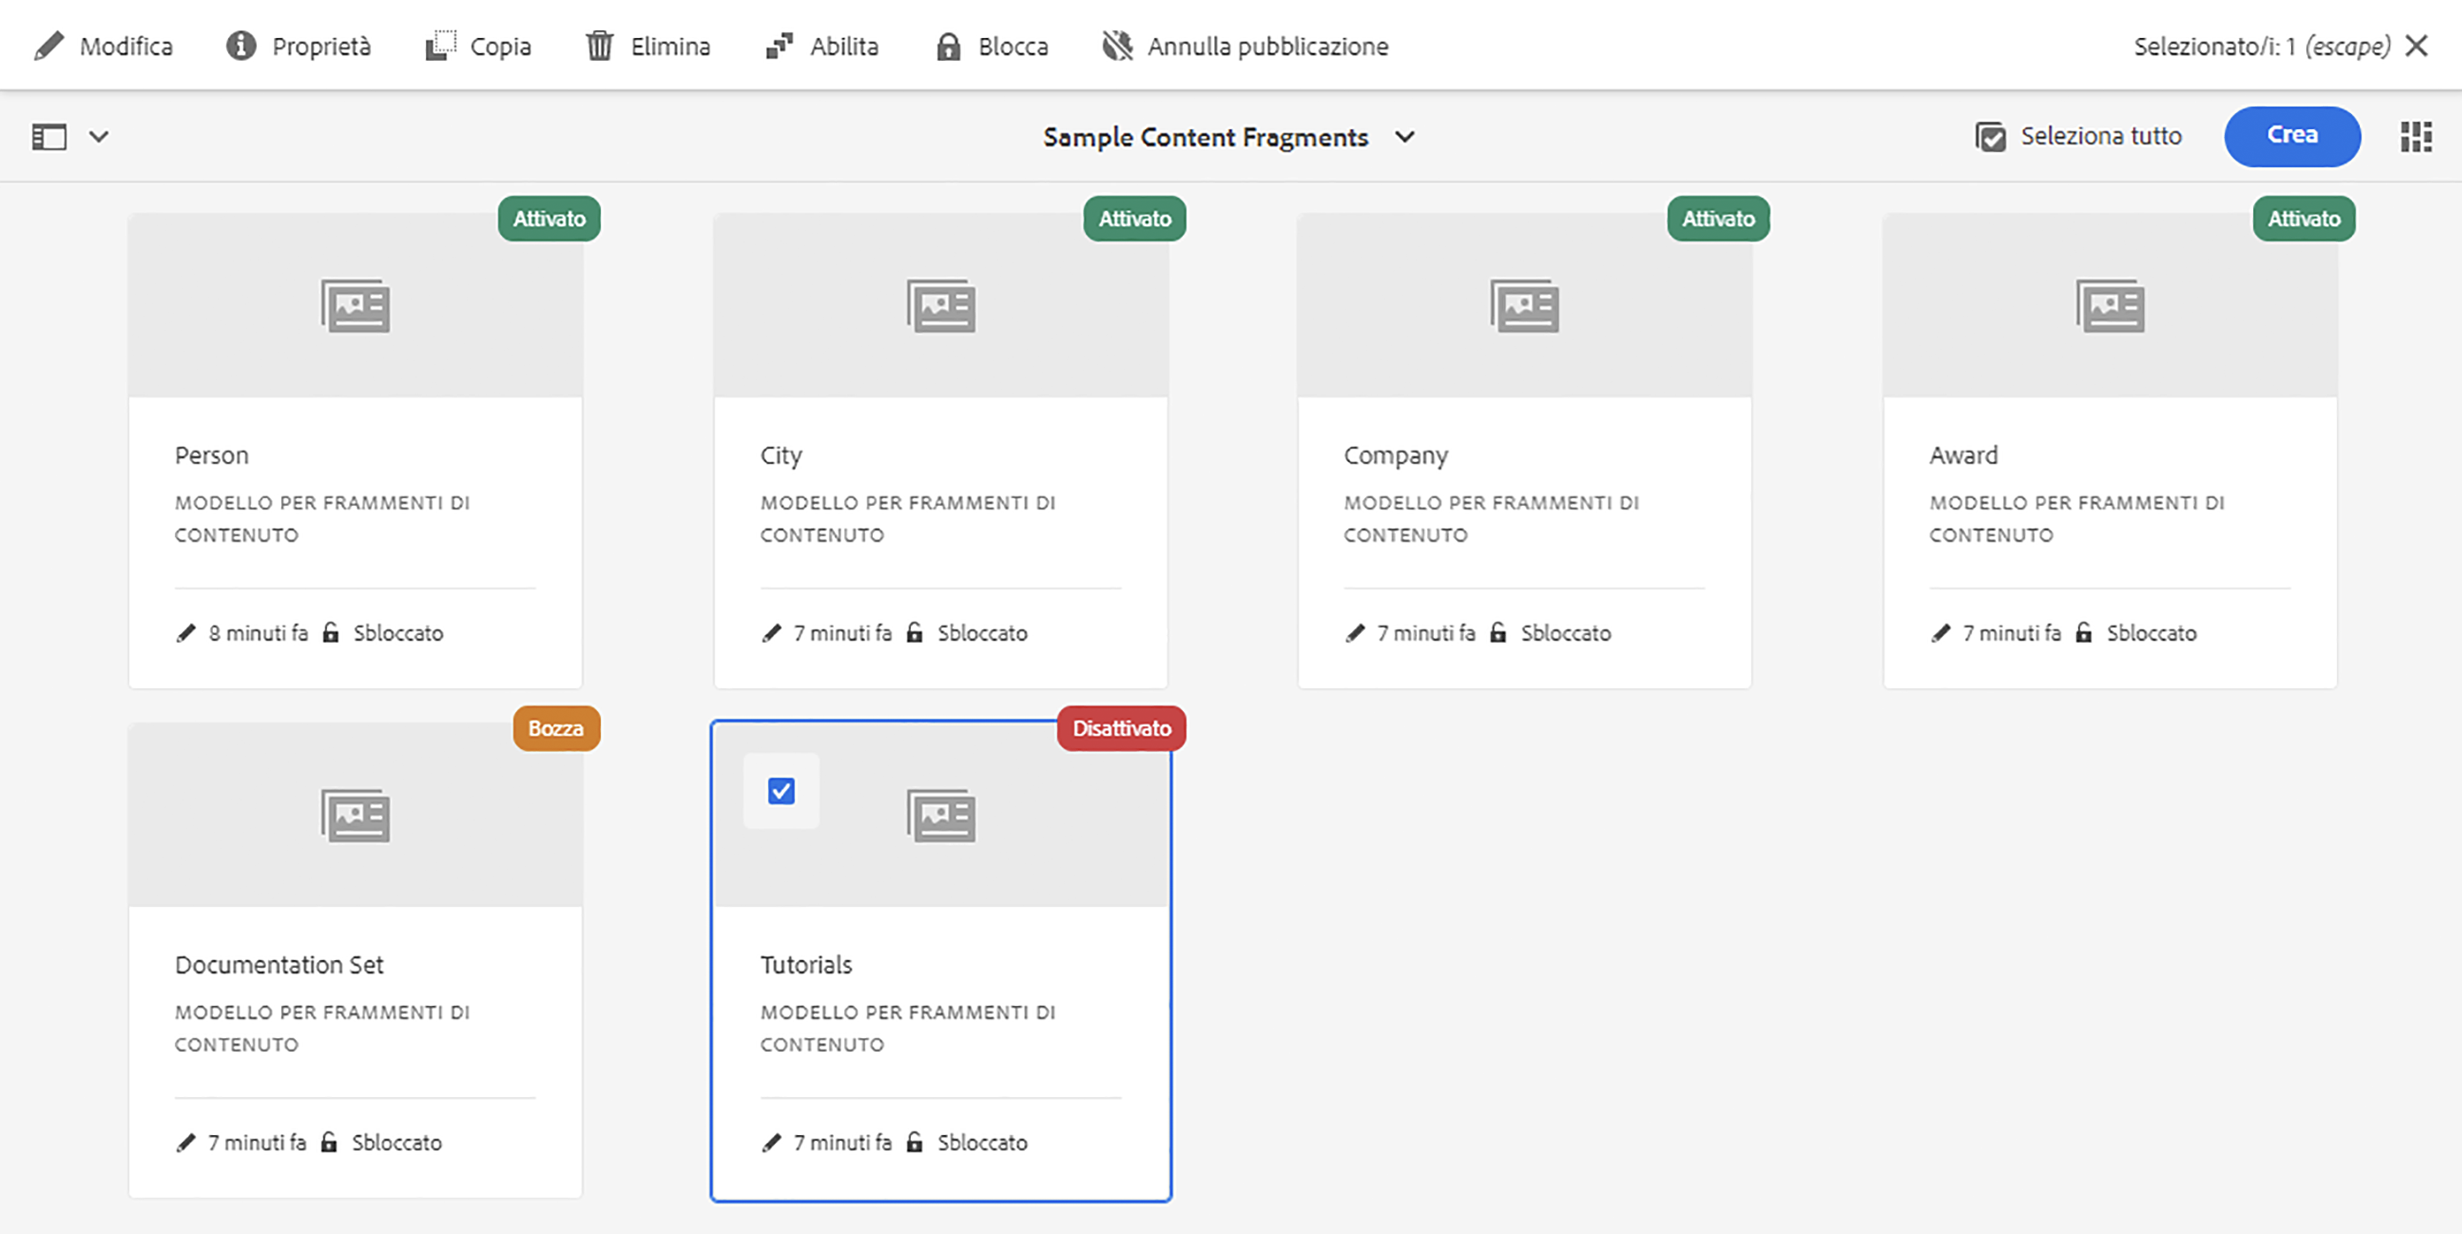 Modifica Proprietà Copia Elimina Abilita Blocca Annulla pubblicazione Selezionato/i: 1 (escape)
Sample Content Fragments Seleziona tutto Crea
Attivato Attivato Attivato Attivato
Person City Company Award
MODELLO PER FRAMMENTI DI MODELLO PER FRAMMENTI DI MODELLO PER FRAMMENTI DI MODELLO PER FRAMMENTI DI
CONTENUTO CONTENUTO CONTENUTO CONTENUTO
8 minuti fa Sbloccato 7 minuti fa Sbloccato 7 minuti fa Sbloccato 7 minuti fa Sbloccato
Bozza Disattivato
Documentation Set Tutorials
MODELLO PER FRAMMENTI DI MODELLO PER FRAMMENTI DI
CONTENUTO CONTENUTO
7 minuti fa Sbloccato 7 minuti fa Sbloccato